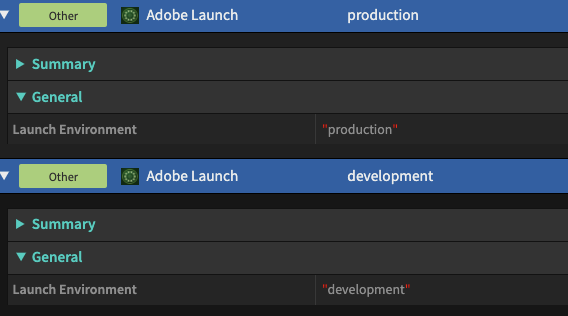 Other Adobe Launch production
Summary
General
Launch Environment "production"
Other Adobe Launch development
Summary
General
Launch Environment "development"